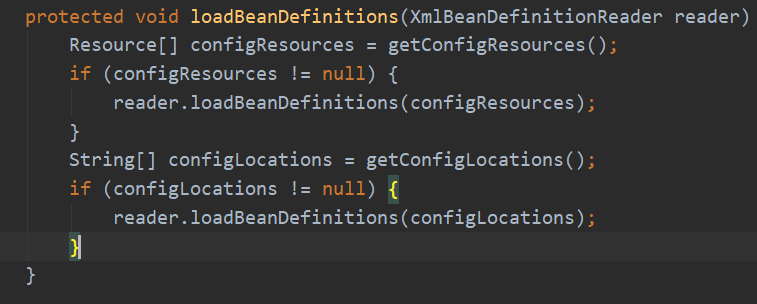 protected void loadBeanDefinitions(XmlBeanDefinitionReader reader)
    Resource[] configResources = getConfigResources();
    if (configResources != null) {
        reader.loadBeanDefinitions(configResources);
    }
    String[] configLocations = getConfigLocations();
    if (configLocations != null) {
        reader.loadBeanDefinitions(configLocations);
    }
}